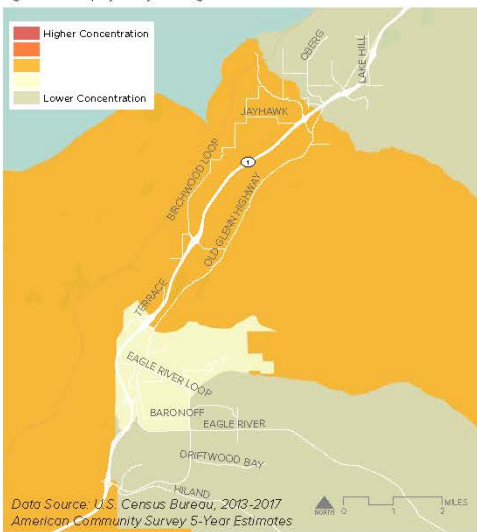 Higher Concentration
Lower Concentration
OBERG
LAKE HILL
JAYHAWK
1
BIRCHWOOD LOOP
OLD GLENN HIGHWAY
TERRACE
EAGLE RIVER LOOP
BARONOFF
EAGLE RIVER
DRIFTWOOD BAY
HILAND
Data Source: U.S. Census Bureau, 2013-2017
American Community Survey 5-Year Estimates
NORTH
0 1 2 MILES